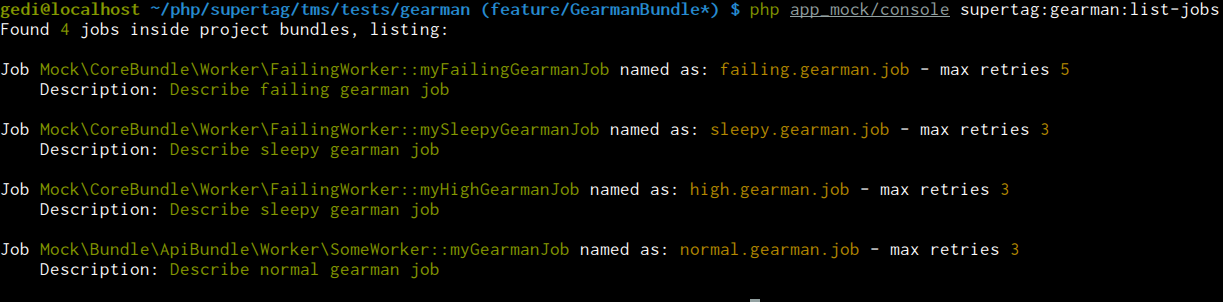 gedi@localhost ~/php/supertag/tms/tests/gearman (feature/GearmanBundle*) $ php app_mock/console supertag:gearman:list-jobs
Found 4 jobs inside project bundles, listing:
Job Mock\CoreBundle\Worker\FailingWorker::myFailingGearmanJob named as: failing.gearman.job - max retries 5
Description: Describe failing gearman job
Job Mock\CoreBundle\Worker\FailingWorker::mySleepyGearmanJob named as: sleepy.gearman.job - max retries 3
Description: Describe sleepy gearman job
Job Mock\CoreBundle\Worker\FailingWorker::myHighGearmanJob named as: high.gearman.job - max retries 3
Description: Describe sleepy gearman job
Job Mock\Bundle\ApiBundle\Worker\SomeWorker::myGearmanJob named as: normal.gearman.job - max retries 3
Description: Describe normal gearman job